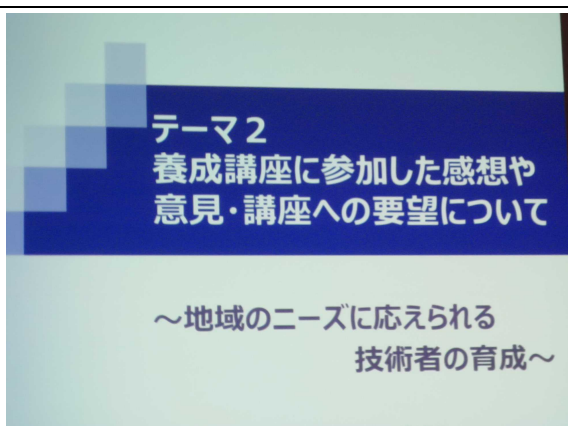 テーマ２
養成講座に参加した感想や
意見・講座への要望について
～地域のニーズに応えられる
技術者の育成～